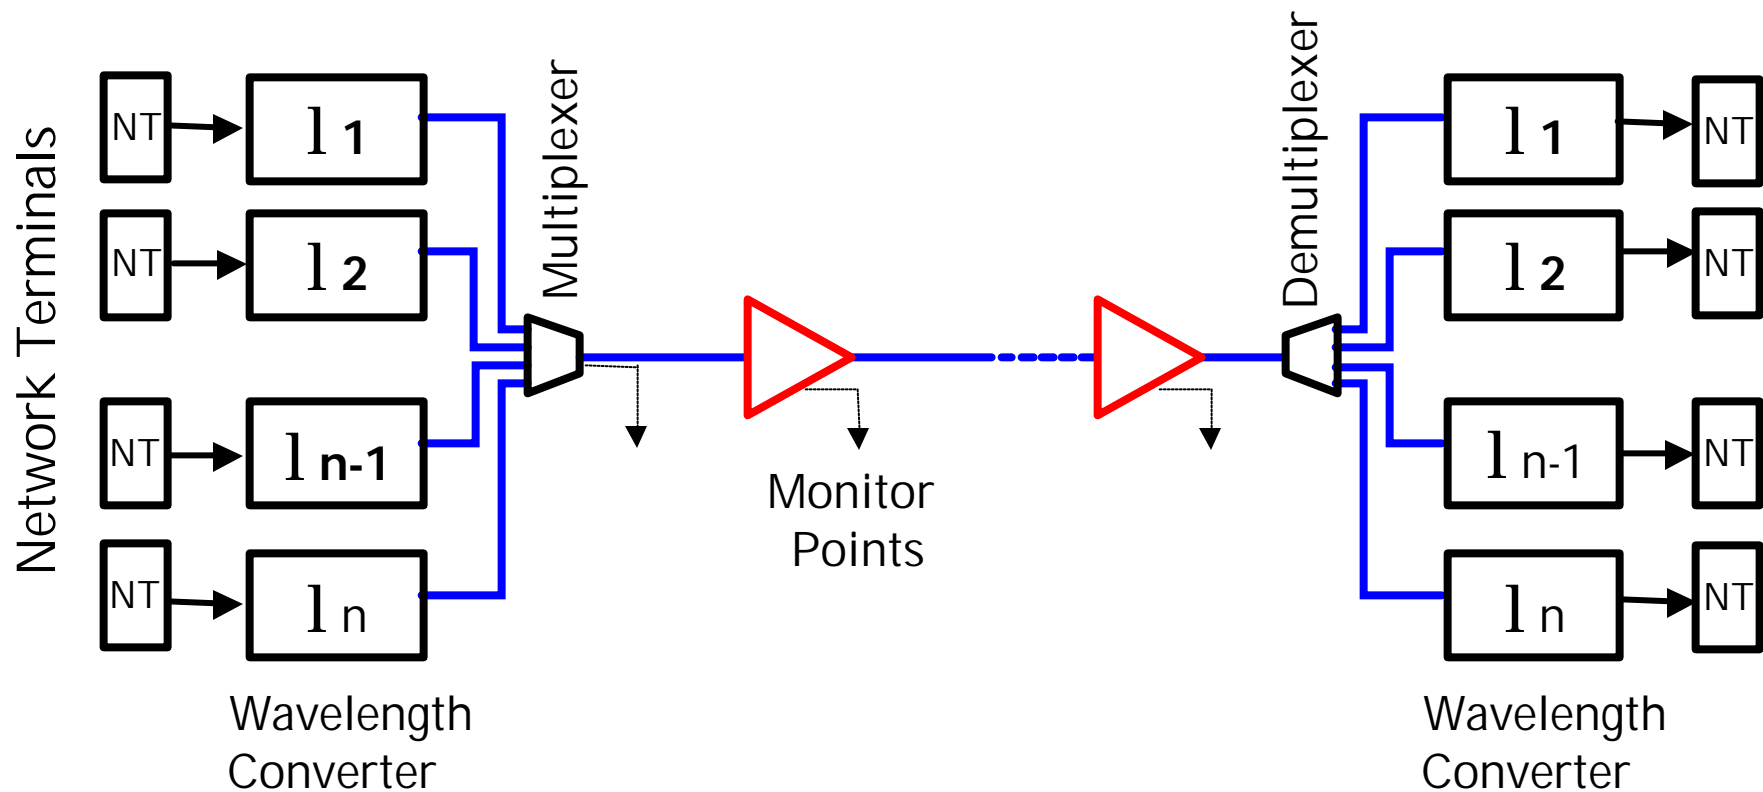 Network Terminals
NT
l 1
NT
l 2
NT
l n-1
NT
l n
Wavelength
Converter
Multiplexer
Monitor
Points
Demultiplexer
l 1
NT
l 2
NT
l n-1
NT
l n
NT
Wavelength
Converter